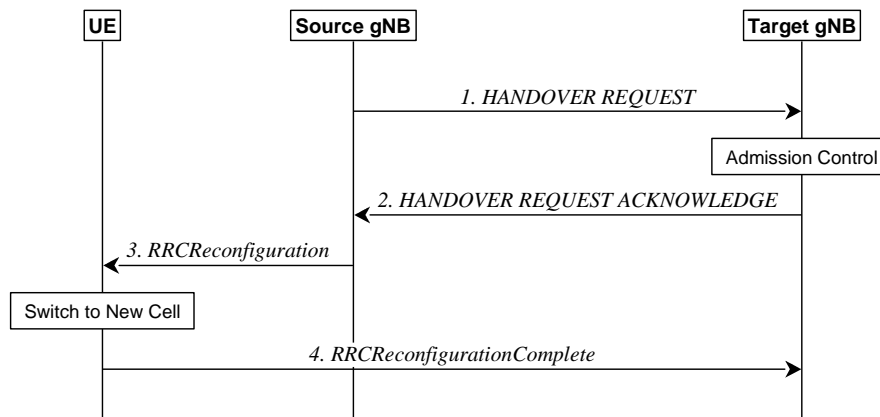 UE
Source gNB
Target gNB
1. HANDOVER REQUEST
Admission Control
2. HANDOVER REQUEST ACKNOWLEDGE
3. RRCReconfiguration
Switch to New Cell
4. RRCReconfigurationComplete